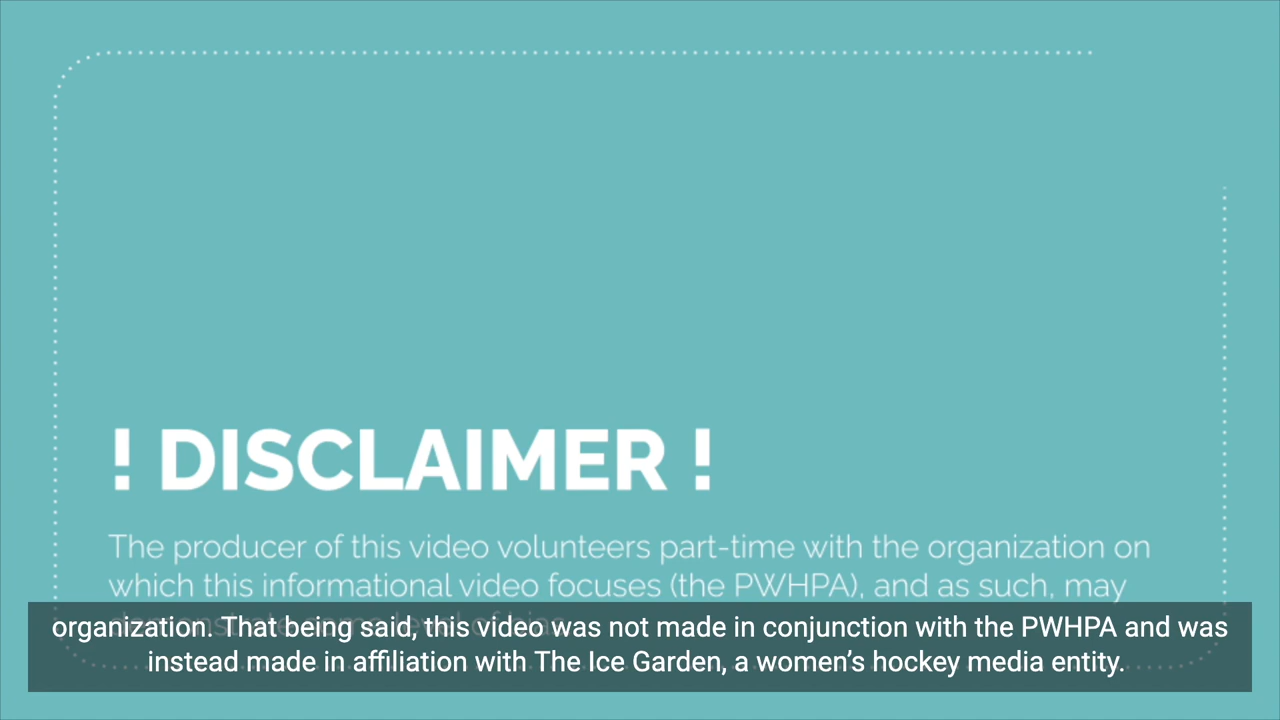 ! DISCLAIMER !
The producer of this video volunteers part-time with the organization on
which this informational video focuses (the PWHPA), and as such, may
organization. That being said, this video was not made in conjunction with the PWHPA and was
instead made in affiliation with The Ice Garden, a women’s hockey media entity.